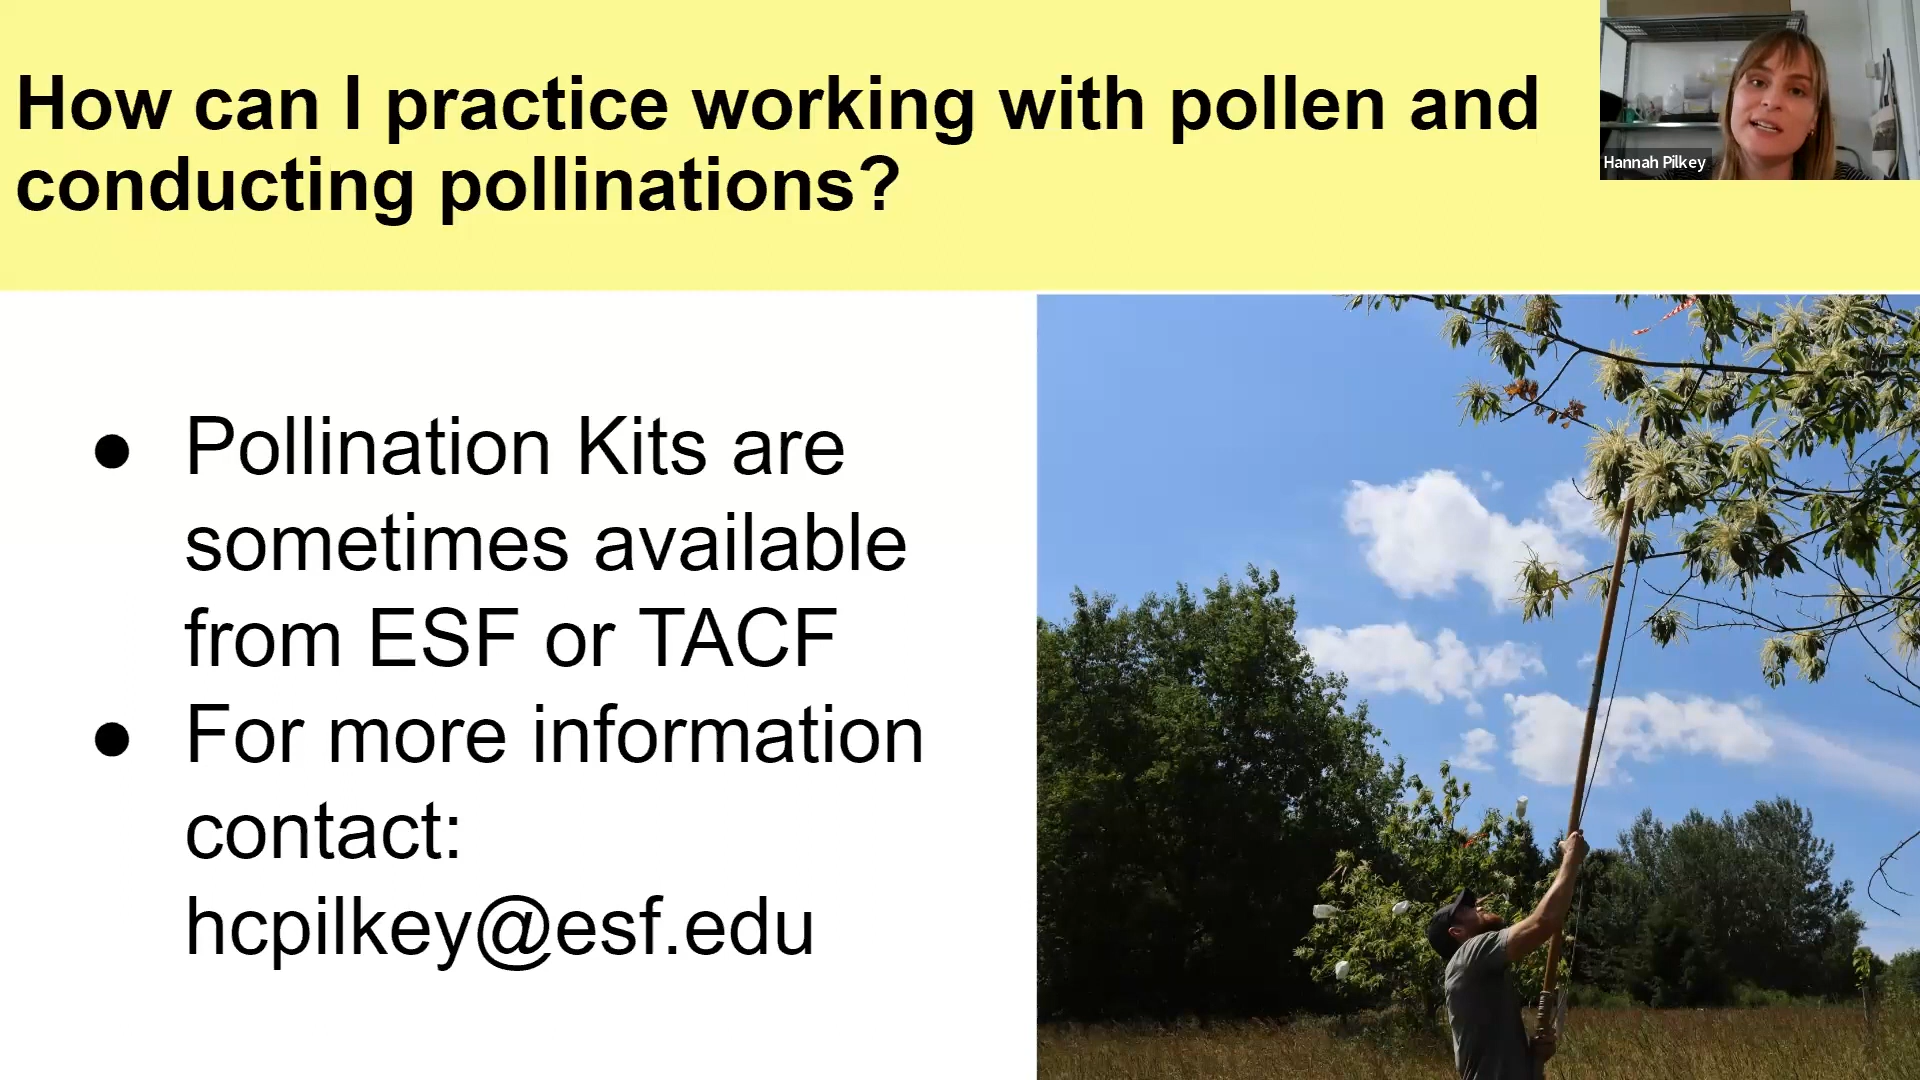 How can I practice working with pollen and
conducting pollinations?
Hannah Pilkey
● Pollination Kits are
sometimes available
from ESF or TACF
● For more information
contact:
hcpilkey@esf.edu